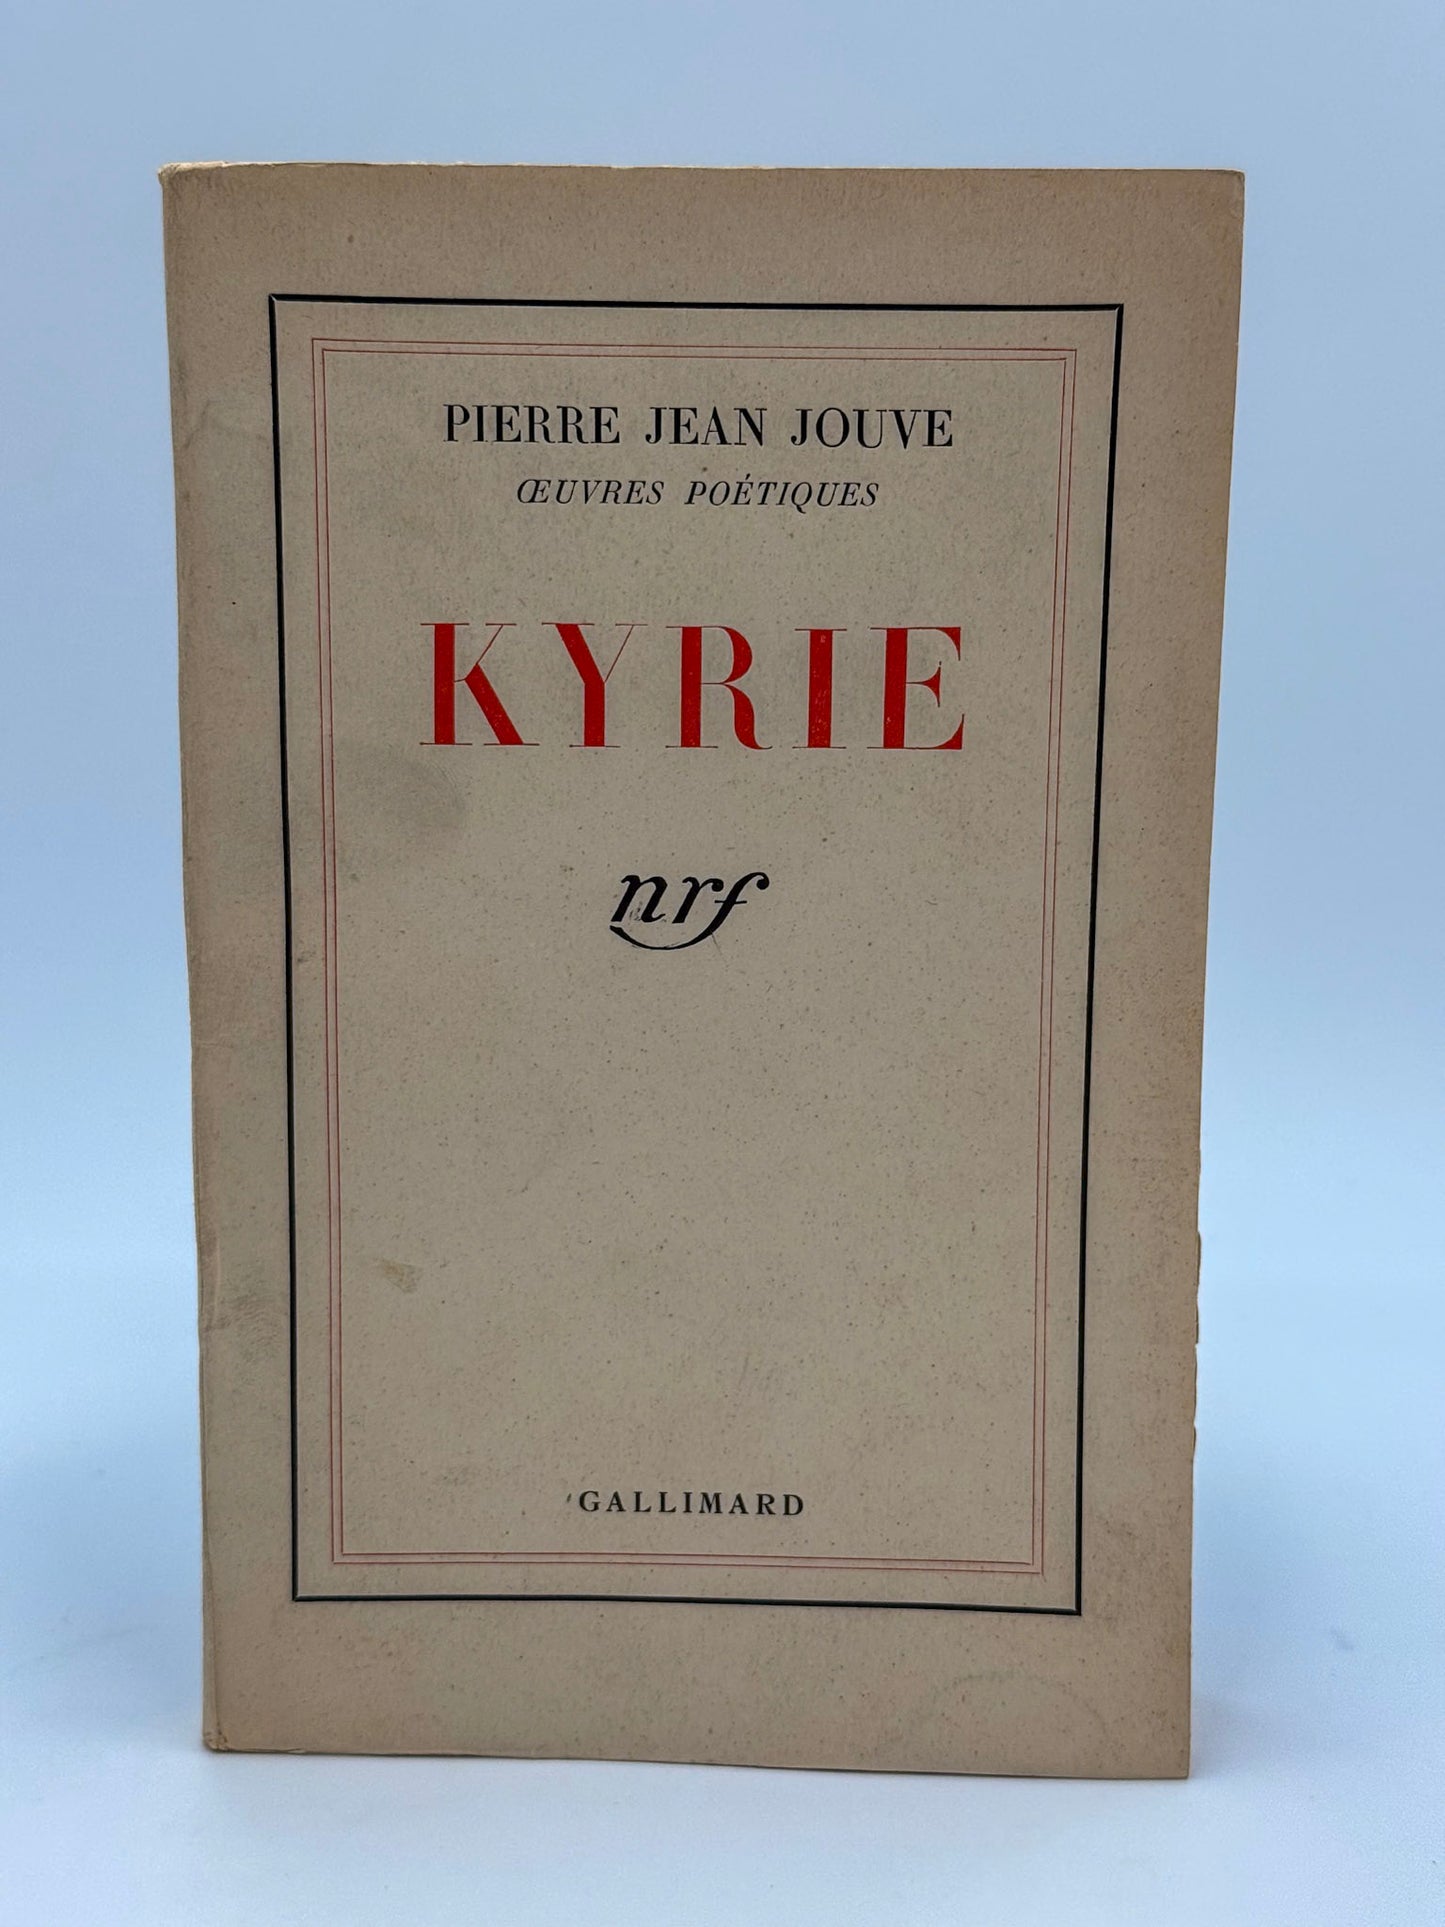 PIERRE JEAN JOUVE
ŒUVRES POÉTIQUES
KYRIE
nrf
GALLIMARD